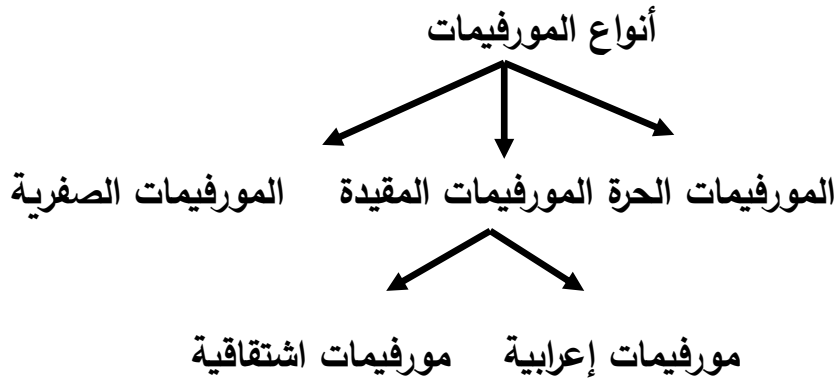 أنواع المورفيمات
المورفيمات الحرة المورفيمات المقيدة المورفيمات الصفرية
مورفيمات إعرابية مورفيمات اشتقاقية